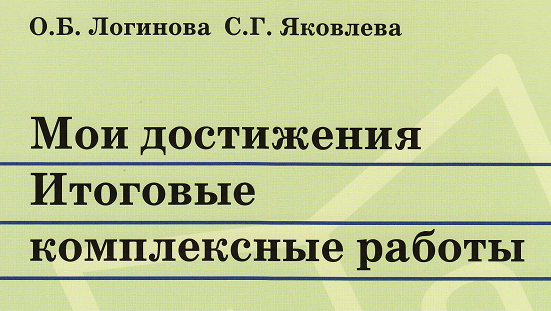 О.Б. Логинова С.Г. Яковлева
Мои достижения
Итоговые
комплексные работы